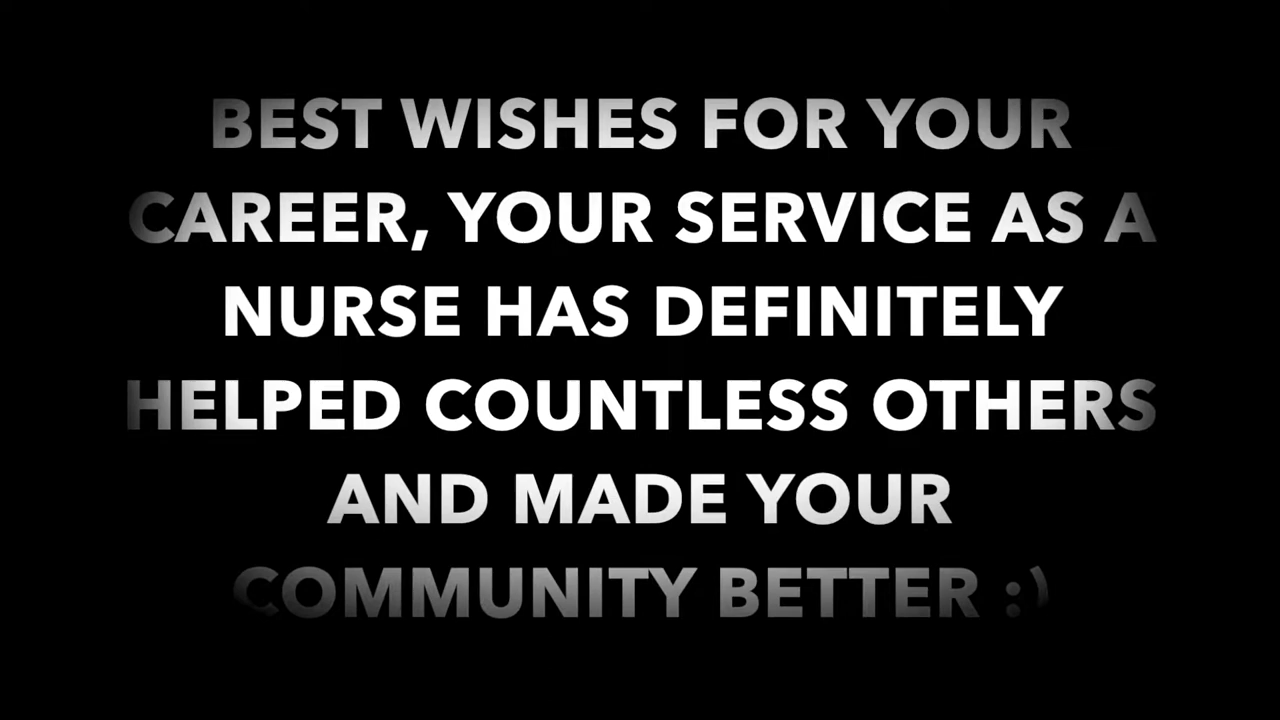 BEST WISHES FOR YOUR
CAREER, YOUR SERVICE AS A
NURSE HAS DEFINITELY
HELPED COUNTLESS OTHERS
AND MADE YOUR
COMMUNITY BETTER :)